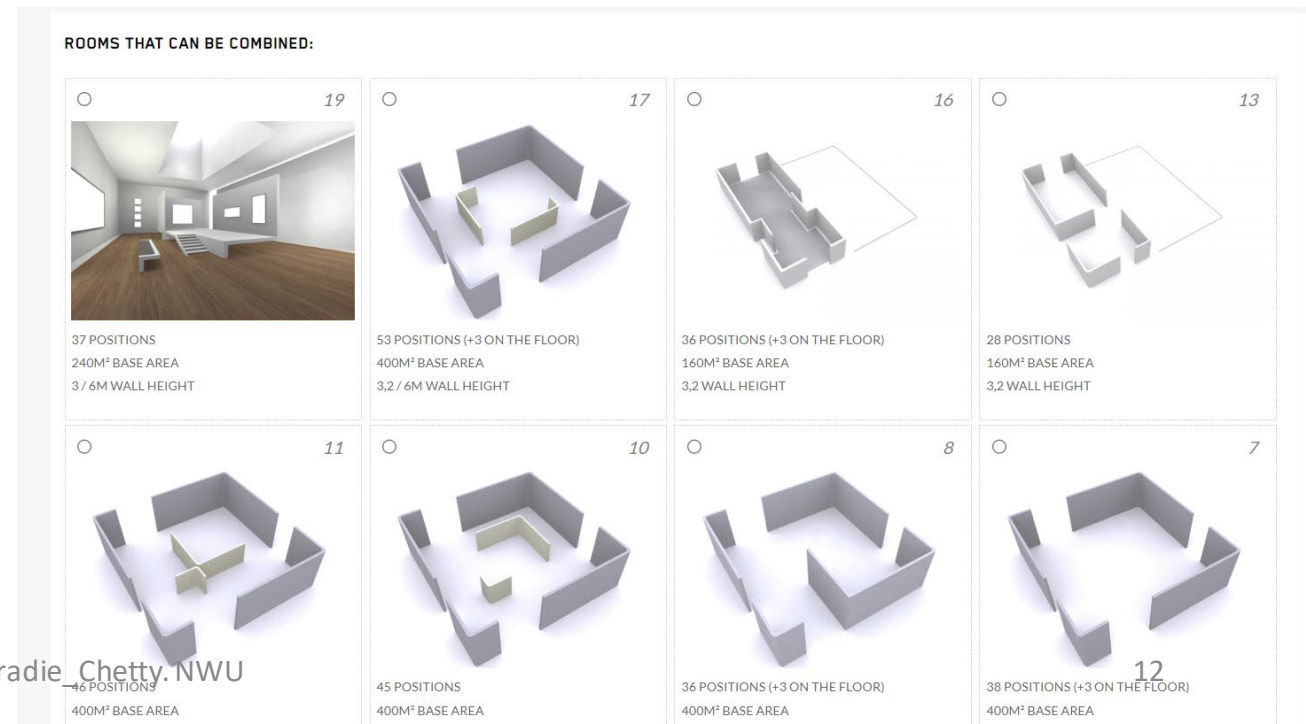 ROOMS THAT CAN BE COMBINED:
19
17
16
13
37 POSITIONS
240M² BASE AREA
3 / 6M WALL HEIGHT
53 POSITIONS (+3 ON THE FLOOR)
400M² BASE AREA
3,2 / 6M WALL HEIGHT
36 POSITIONS (+3 ON THE FLOOR)
160M² BASE AREA
3,2 WALL HEIGHT
28 POSITIONS
160M² BASE AREA
3,2 WALL HEIGHT
11
10
8
7
46 POSITIONS
400M² BASE AREA
45 POSITIONS
400M² BASE AREA
36 POSITIONS (+3 ON THE FLOOR)
400M² BASE AREA
38 POSITIONS (+3 ON THE FLOOR)
400M² BASE AREA
radie_Chetty. NWU
12